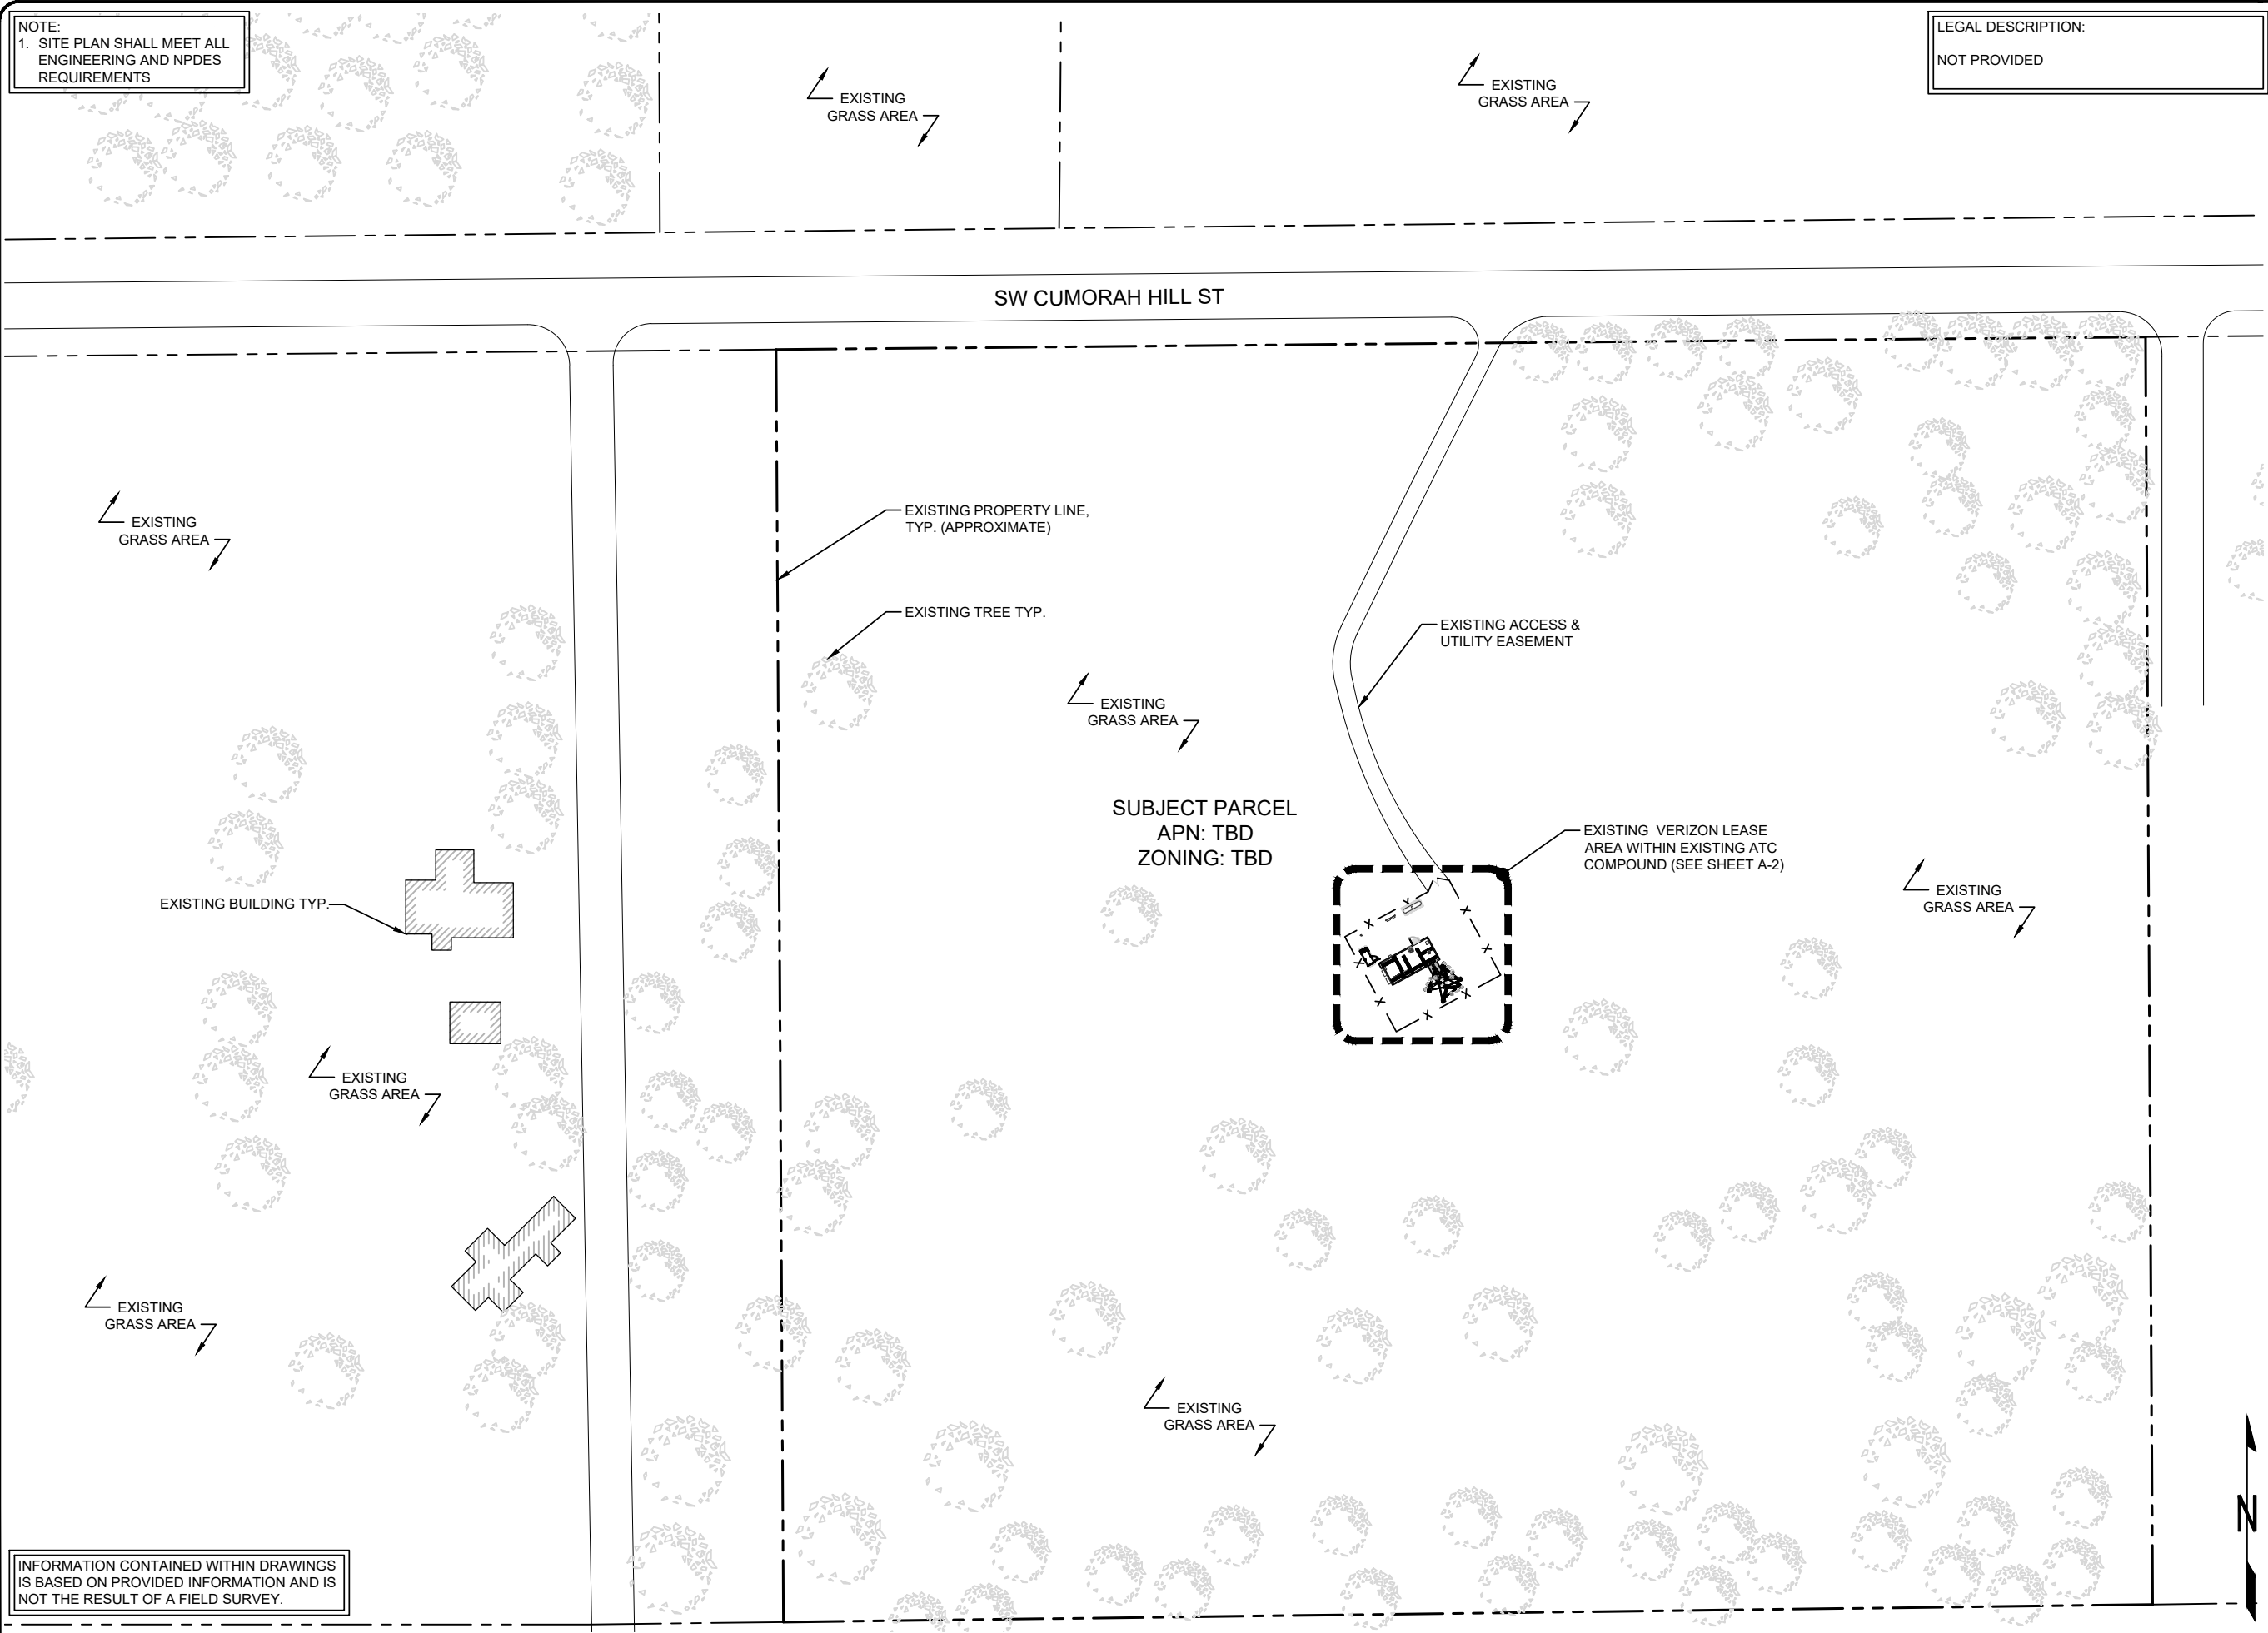 NOTE:
1. SITE PLAN SHALL MEET ALL
ENGINEERING AND NPDES
REQUIREMENTS
LEGAL DESCRIPTION:
NOT PROVIDED
EXISTING
GRASS AREA
EXISTING
GRASS AREA
SW CUMORAH HILL ST
EXISTING
GRASS AREA
EXISTING PROPERTY LINE,
TYP. (APPROXIMATE)
EXISTING TREE TYP.
EXISTING ACCESS &
UTILITY EASEMENT
EXISTING
GRASS AREA
SUBJECT PARCEL
APN: TBD
ZONING: TBD
EXISTING VERIZON LEASE
AREA WITHIN EXISTING ATC
COMPOUND (SEE SHEET A-2)
EXISTING
GRASS AREA
EXISTING BUILDING TYP.
EXISTING
GRASS AREA
EXISTING
GRASS AREA
EXISTING
GRASS AREA
N
INFORMATION CONTAINED WITHIN DRAWINGS
IS BASED ON PROVIDED INFORMATION AND IS
NOT THE RESULT OF A FIELD SURVEY.